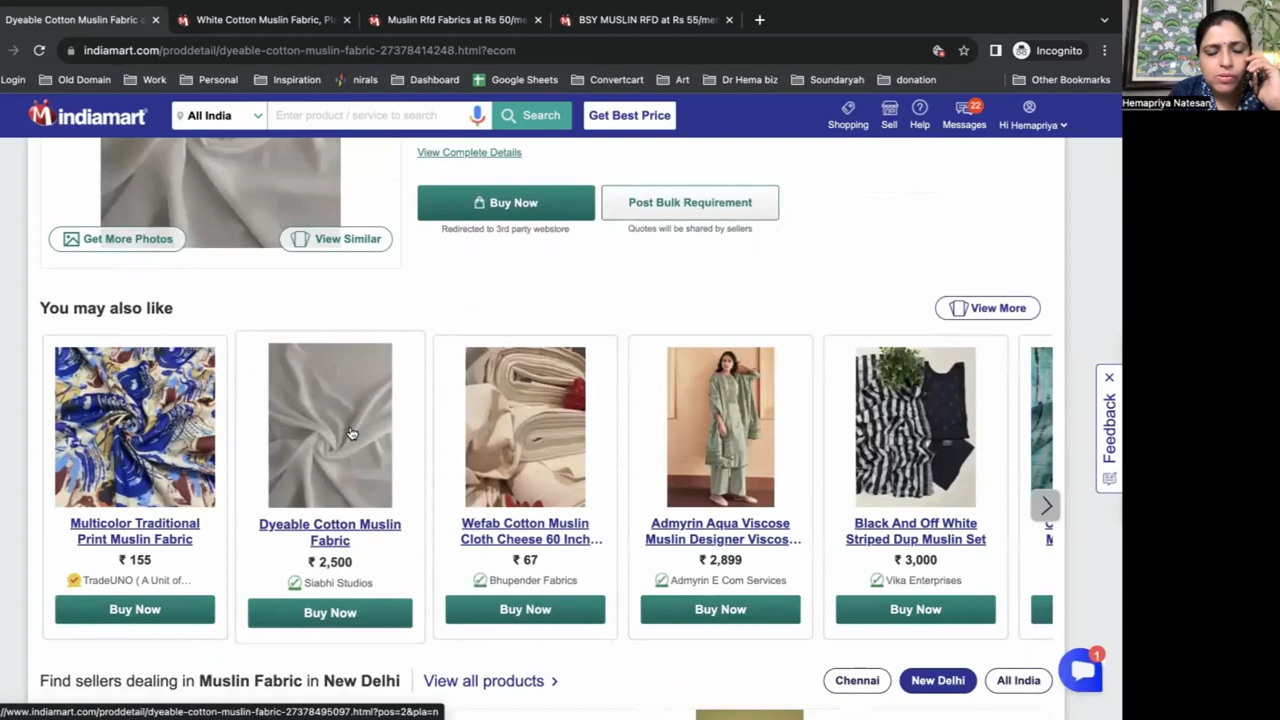 Dyeable Cotton Muslin Fabric
White Cotton Muslin Fabric, Pl
Muslin Rfd Fabrics at Rs 50/me
BSY MUSLIN RFD at Rs 55/met
indiamart.com/proddetail/dyeable-cotton-muslin-fabric-27378414248.html?ecom
Incognito
Login
Old Domain
Work
Personal
Inspiration
nirals
Dashboard
Google Sheets
Convertcart
Art
Dr Hema biz
Soundaryah
donation
Other Bookmarks
Hemapriya Natesan
indiamart
All India
Enter product / service to search
Search
Get Best Price
Shopping
Sell
Help
22
Messages
Hi Hemapriya
View Complete Details
Buy Now
Post Bulk Requirement
Redirected to 3rd party webstore
Quotes will be shared by sellers
Get More Photos
View Similar
You may also like
View More
Multicolor Traditional
Print Muslin Fabric
₹ 155
TradeUNO ( A Unit of...
Buy Now
Dyeable Cotton Muslin
Fabric
₹ 2,500
Siabhi Studios
Buy Now
Wefab Cotton Muslin
Cloth Cheese 60 Inch...
₹ 67
Bhupender Fabrics
Buy Now
Admyrin Aqua Viscose
Muslin Designer Viscos...
₹ 2,899
Admyrin E Com Services
Buy Now
Black And Off White
Striped Dup Muslin Set
₹ 3,000
Vika Enterprises
Buy Now
Feedback
Find sellers dealing in Muslin Fabric in New Delhi
View all products
Chennai
New Delhi
All India
1
//www.indiamart.com/proddetail/dyeable-cotton-muslin-fabric-27378495097.html?pos=2&pla=n